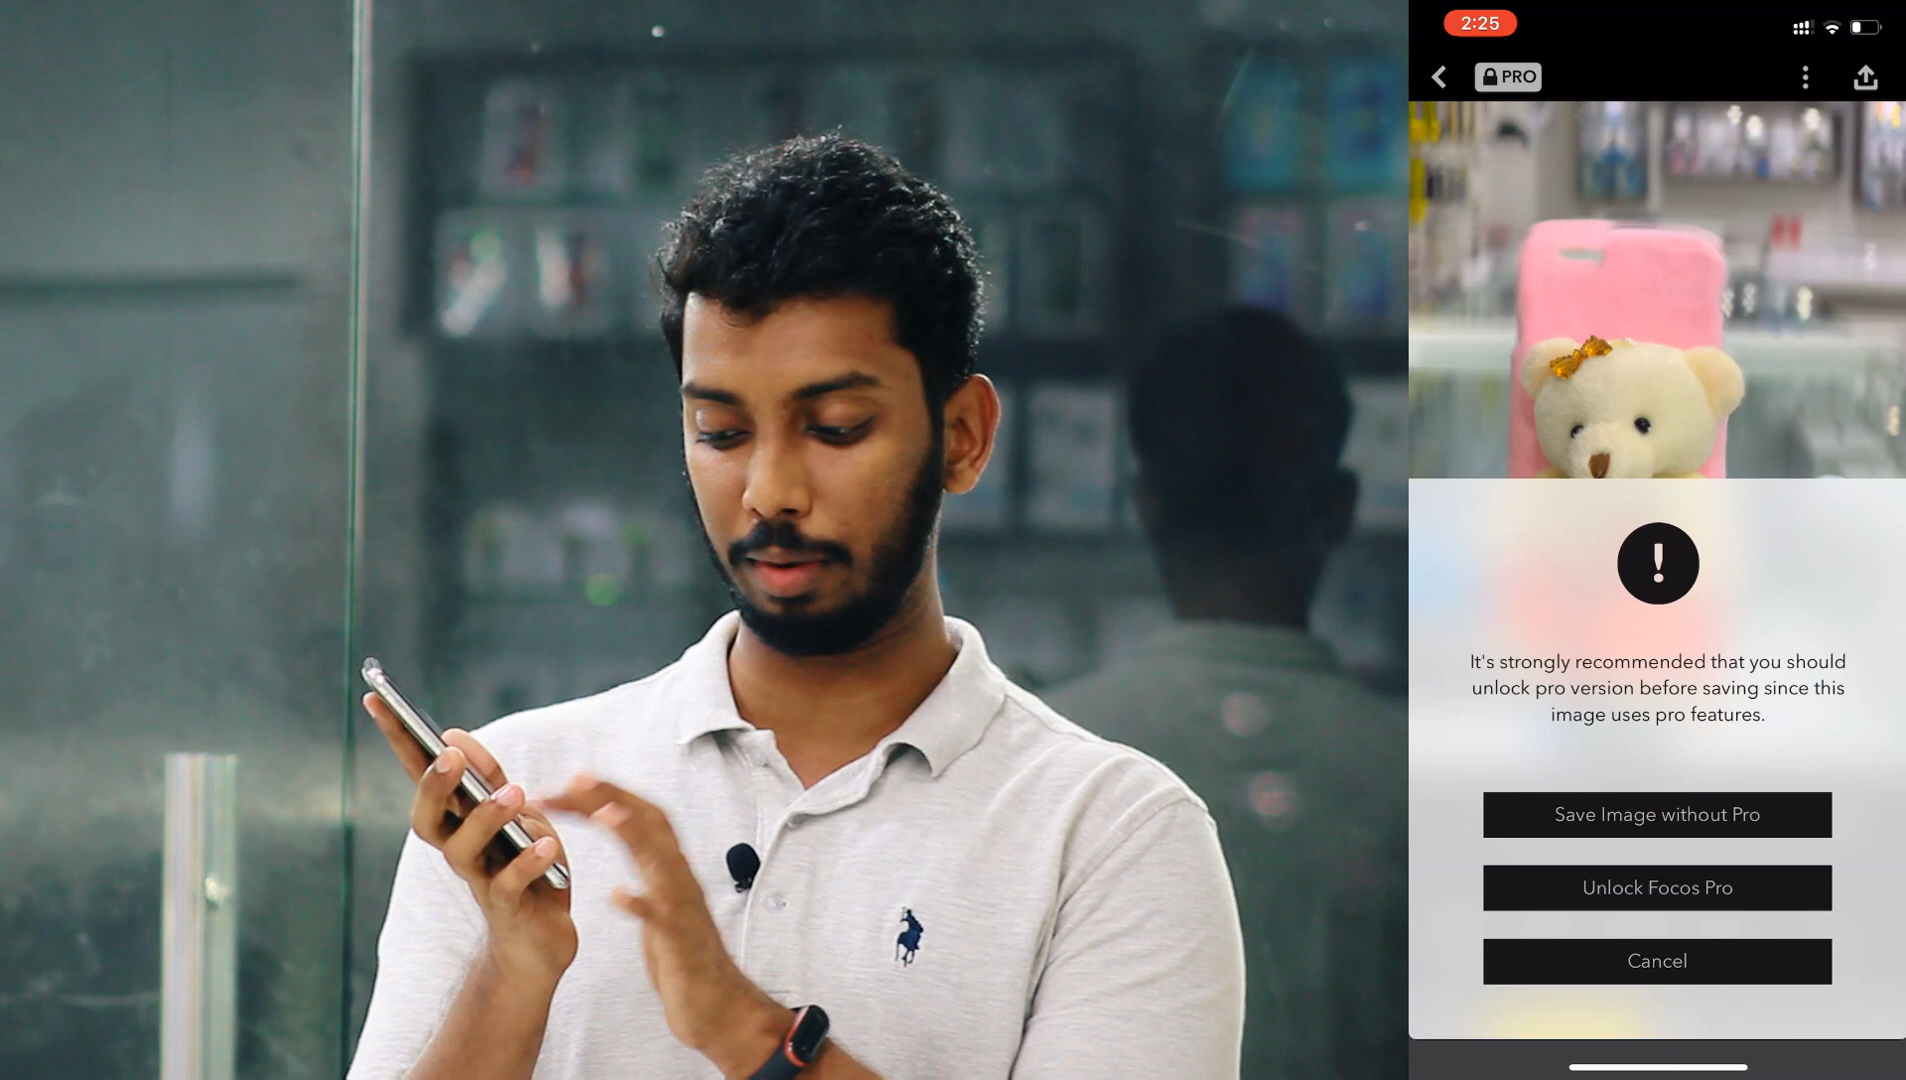 2:25
PRO
It's strongly recommended that you should
unlock pro version before saving since this
image uses pro features.
Save Image without Pro
Unlock Focos Pro
Cancel